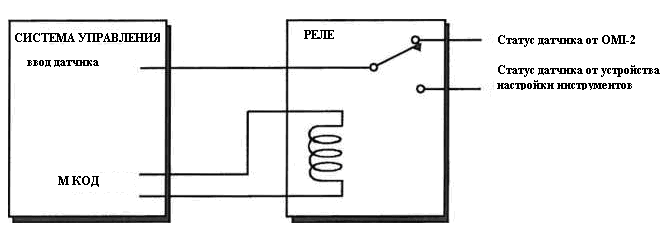 СИСТЕМА УПРАВЛЕНИЯ
ввод датчика
М КОД
РЕЛЕ
Статус датчика от OMI-2
Статус датчика от устройства
настройки инструментов